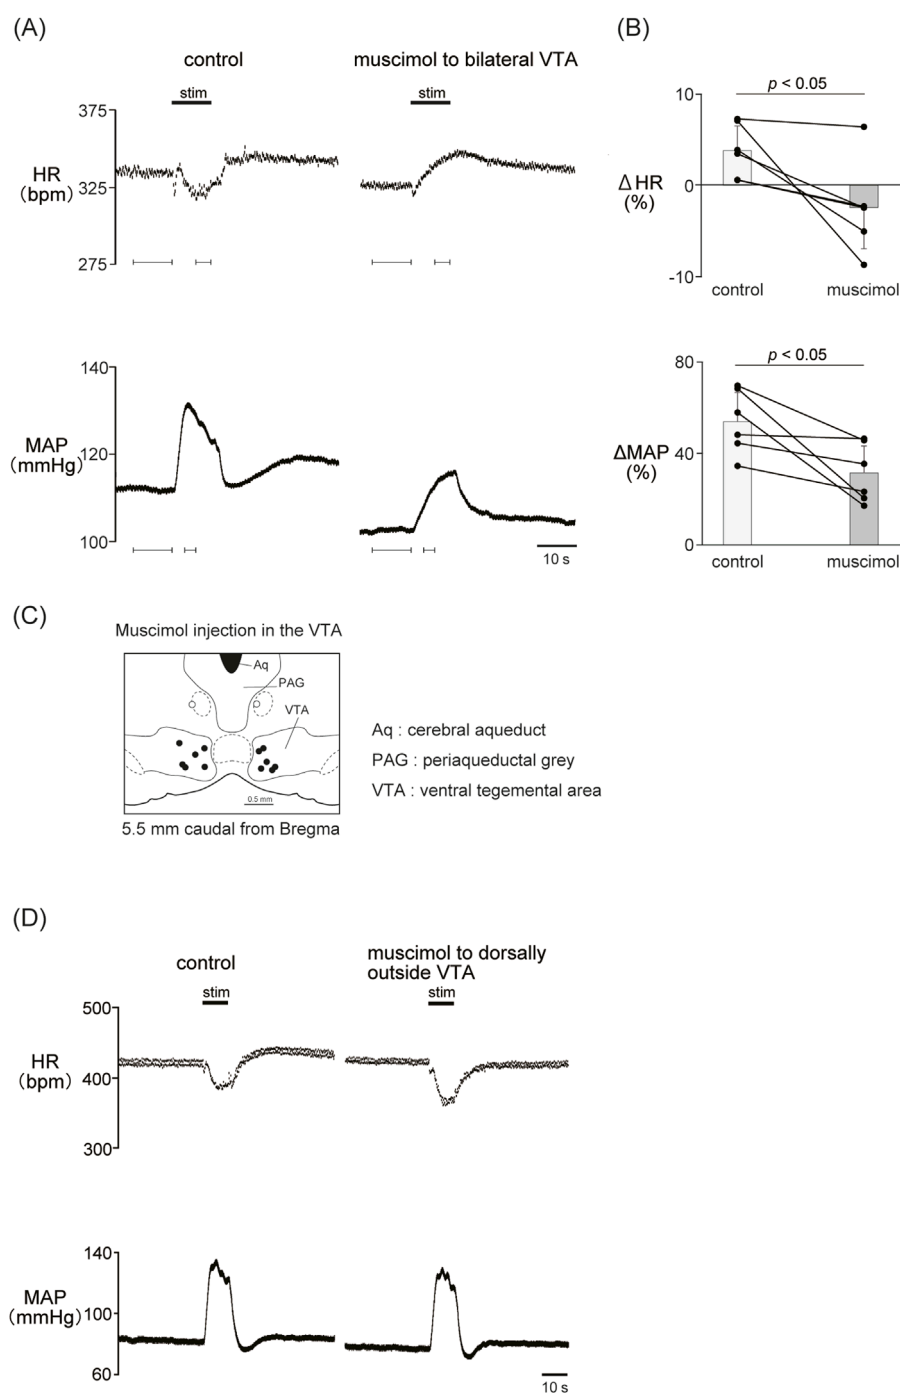 (A)
control
muscimol to bilateral VTA
stim
stim
375
325
275
HR
(bpm)
140
120
100
MAP
(mmHg)
10 s
(B)
p < 0.05
10
0
-10
Δ HR
(%)
control
muscimol
p < 0.05
80
40
0
ΔMAP
(%)
control
muscimol
(C)
Muscimol injection in the VTA
Aq
PAG
VTA
0.5 mm
5.5 mm caudal from Bregma
Aq : cerebral aqueduct
PAG : periaqueductal grey
VTA : ventral tegemental area
(D)
control
muscimol to dorsally
outside VTA
stim
stim
500
400
300
HR
(bpm)
140
100
60
MAP
(mmHg)
10 s